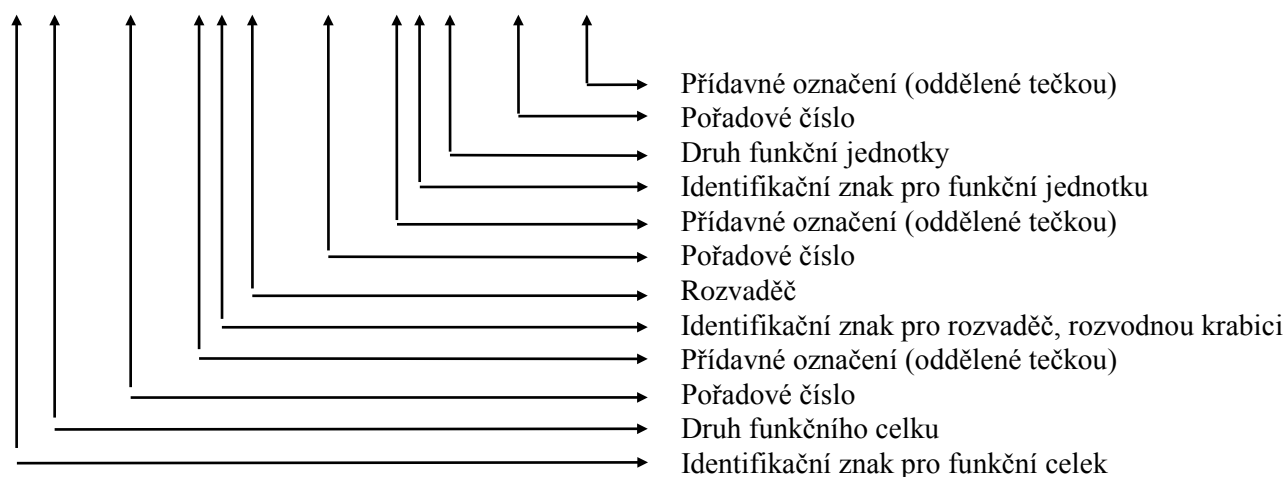 Přídavné označení (oddělené tečkou)
Pořadové číslo
Druh funkční jednotky
Identifikační znak pro funkční jednotku
Přídavné označení (oddělené tečkou)
Pořadové číslo
Rozvaděč
Identifikační znak pro rozvaděč, rozvodnou krabici
Přídavné označení (oddělené tečkou)
Pořadové číslo
Druh funkčního celku
Identifikační znak pro funkční celek